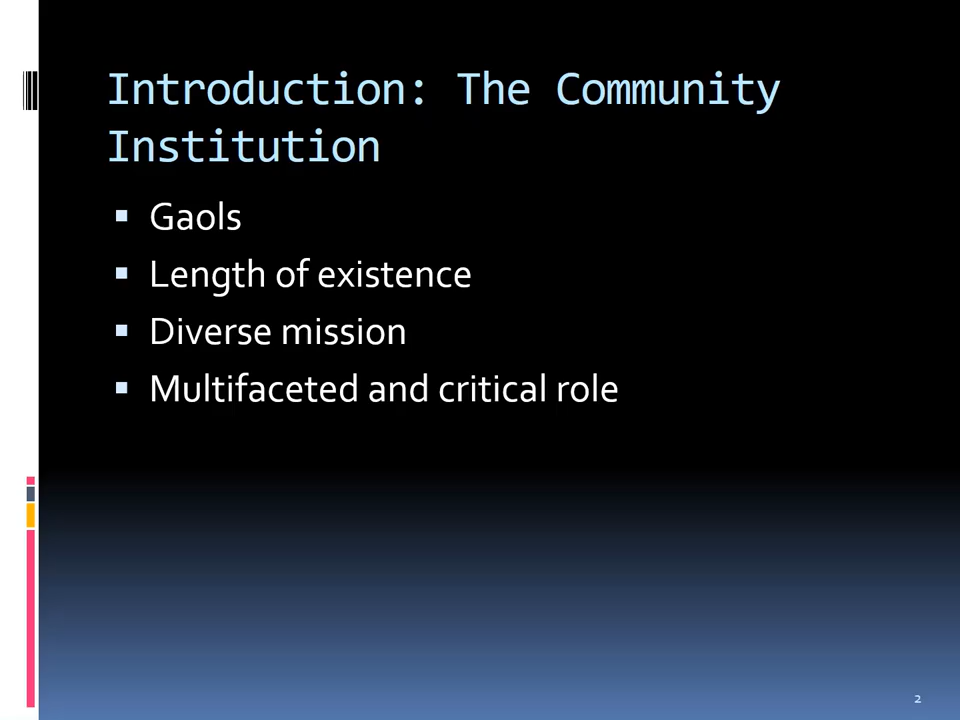 Introduction: The Community
Institution
▪ Gaols
▪ Length of existence
▪ Diverse mission
▪ Multifaceted and critical role
2